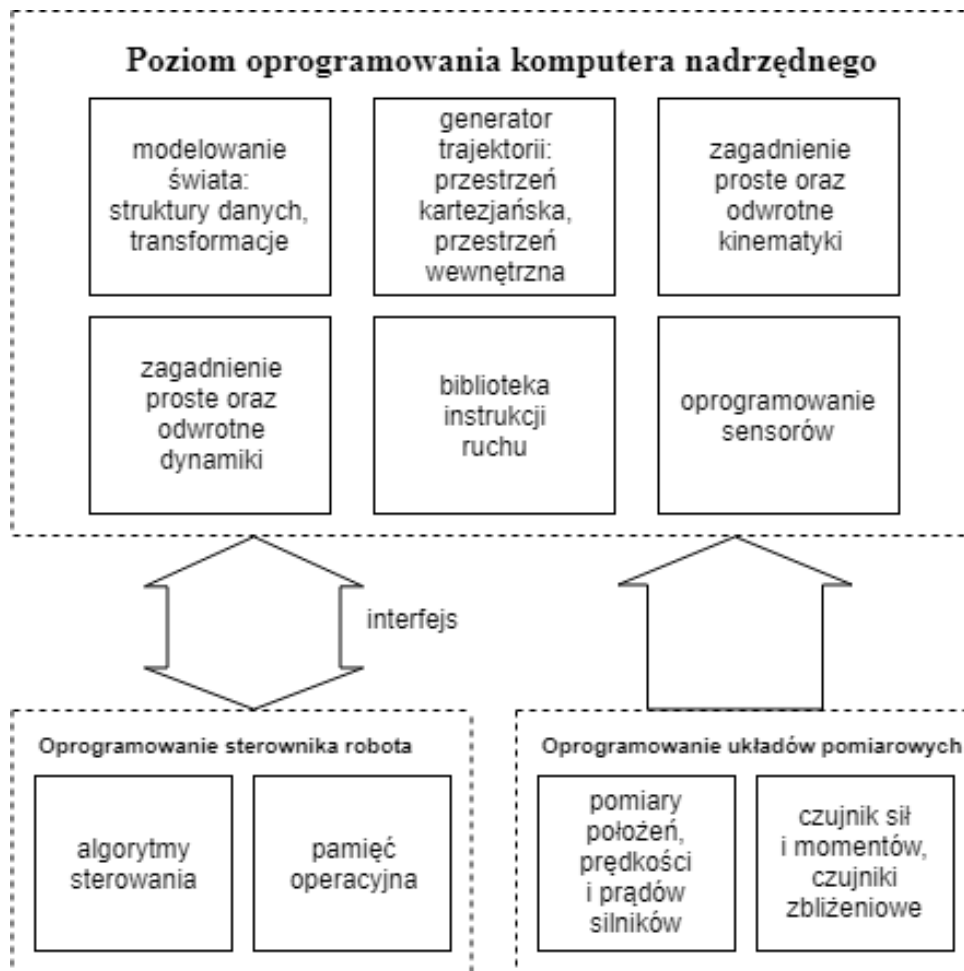 Poziom oprogramowania komputera nadrzędnego
modelowanie
świata:
struktury danych,
transformacje
generator
trajektorii:
przestrzeń
kartezjańska,
przestrzeń
wewnętrzna
zagadnienie
proste oraz
odwrotne
kinematyki
zagadnienie
proste oraz
odwrotne
dynamiki
biblioteka
instrukcji
ruchu
oprogramowanie
sensorów
interfejs
Oprogramowanie sterownika robota
algorytmy
sterowania
pamięć
operacyjna
Oprogramowanie układów pomiarowych
pomiary
położeń,
prędkości
i prądów
silników
czujnik sił
i momentów,
czujniki
zbliżeniowe